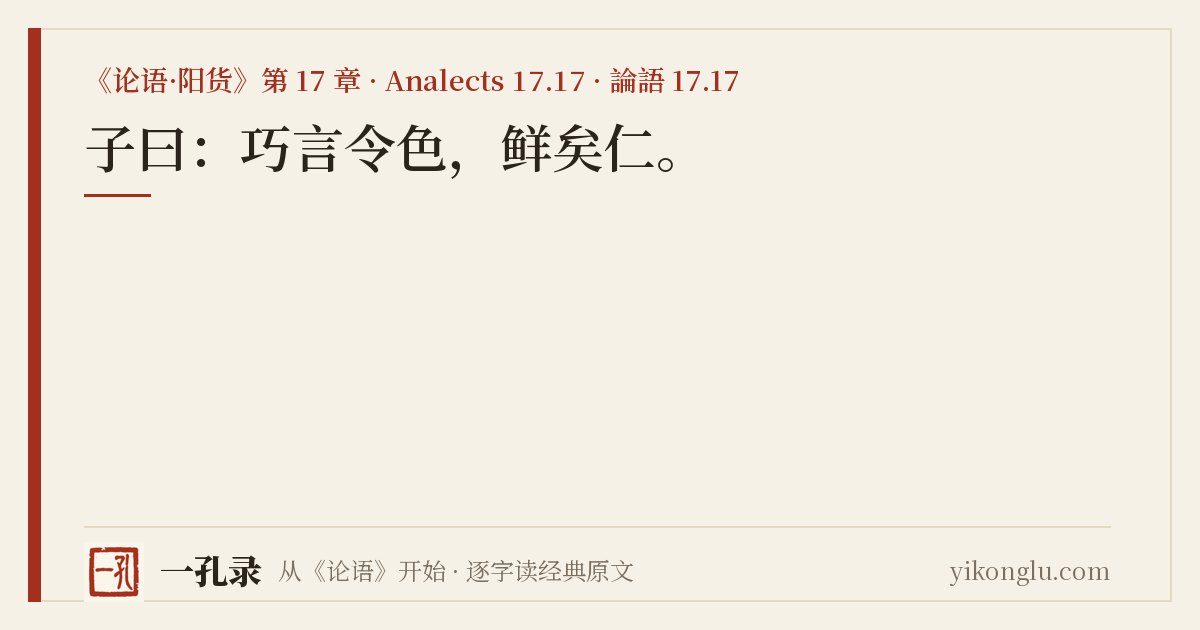 《论语·阳货》第 17 章 · Analects 17.17 · 論語 17.17
子曰：巧言令色，鲜矣仁。
一孔
一孔录 从《论语》开始 · 逐字读经典原文 yikonglu.com